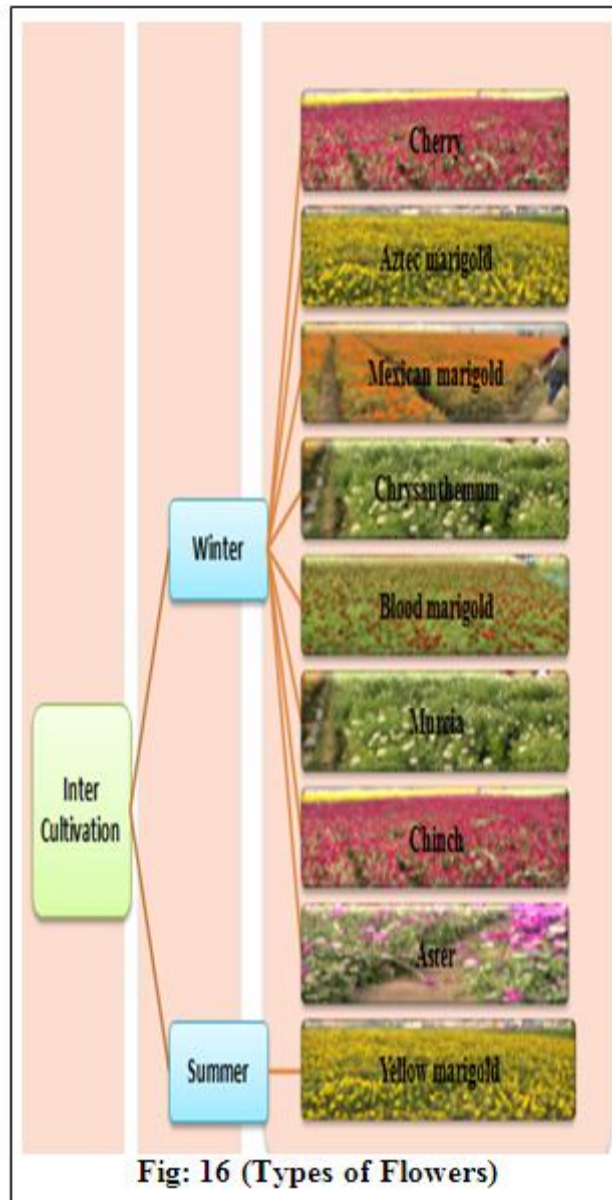 Cherry
Aztec marigold
Mexican marigold
Chrysanthemum
Winter
Blood marigold
Murcia
Inter
Cultivation
Chinch
Aster
Summer
Yellow marigold
Fig: 16 (Types of Flowers)